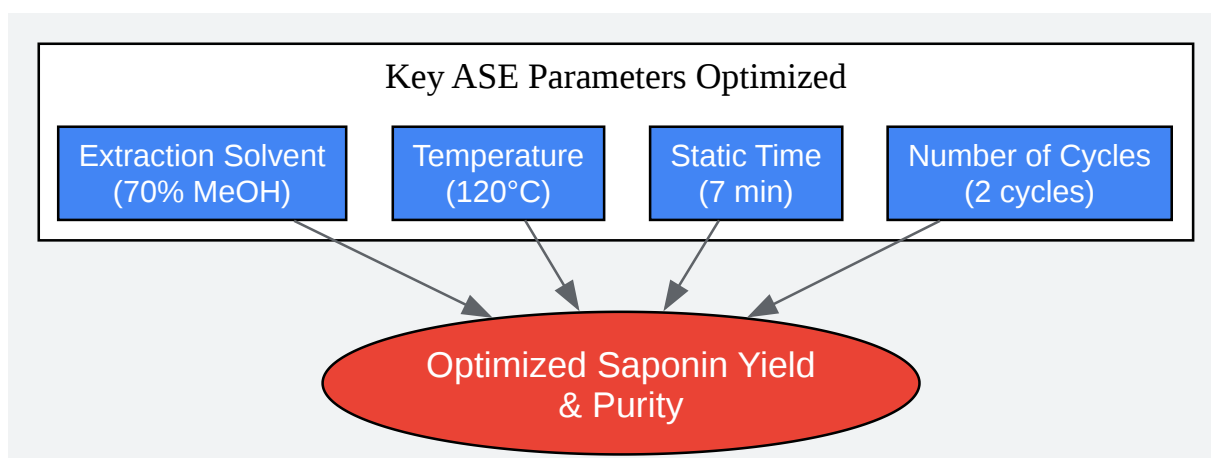 Key ASE Parameters Optimized
Extraction Solvent
(70% MeOH)
Temperature
(120°C)
Static Time
(7 min)
Number of Cycles
(2 cycles)
Optimized Saponin Yield
& Purity